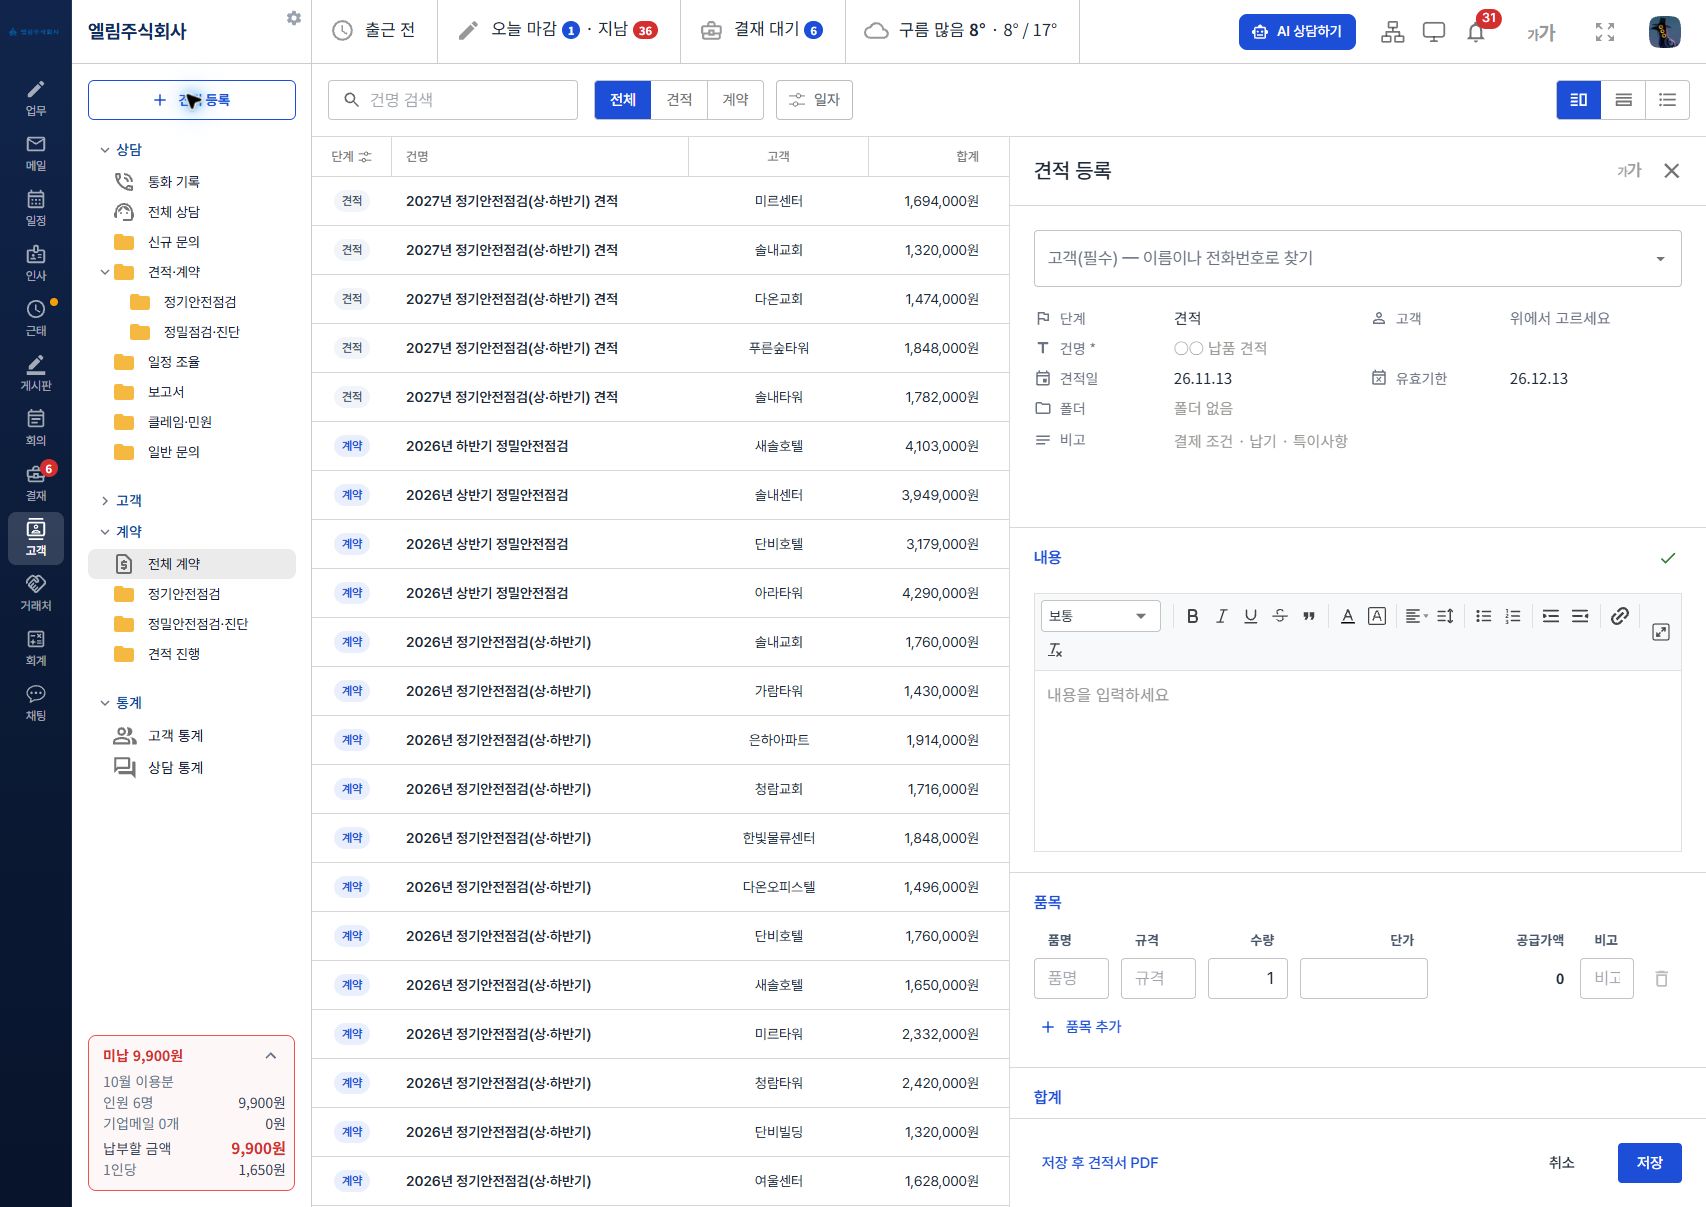 엘림주식회사
엘림주식회사
출근 전
오늘 마감 1 · 지남 36
결재 대기 6
구름 많음 8° · 8° / 17°
AI 상담하기
31
가가
업무
메일
일정
인사
근태
게시판
회의
6
결재
고객
거래처
회계
채팅
등록
상담
통화 기록
전체 상담
신규 문의
견적·계약
정기안전점검
정밀점검·진단
일정 조율
보고서
클레임·민원
일반 문의
고객
계약
전체 계약
정기안전점검
정밀안전점검·진단
견적 진행
통계
고객 통계
상담 통계
미납 9,900원
10월 이용분
인원 6명 9,900원
기업메일 0개 0원
납부할 금액 9,900원
1인당 1,650원
건명 검색
전체 견적 계약
일자
단계 건명 고객 합계
견적 2027년 정기안전점검(상·하반기) 견적 미르센터 1,694,000원
견적 2027년 정기안전점검(상·하반기) 견적 솔내교회 1,320,000원
견적 2027년 정기안전점검(상·하반기) 견적 다온교회 1,474,000원
견적 2027년 정기안전점검(상·하반기) 견적 푸른숲타워 1,848,000원
견적 2027년 정기안전점검(상·하반기) 견적 솔내타워 1,782,000원
계약 2026년 하반기 정밀안전점검 새솔호텔 4,103,000원
계약 2026년 상반기 정밀안전점검 솔내센터 3,949,000원
계약 2026년 상반기 정밀안전점검 단비호텔 3,179,000원
계약 2026년 상반기 정밀안전점검 아라타워 4,290,000원
계약 2026년 정기안전점검(상·하반기) 솔내교회 1,760,000원
계약 2026년 정기안전점검(상·하반기) 가람타워 1,430,000원
계약 2026년 정기안전점검(상·하반기) 은하아파트 1,914,000원
계약 2026년 정기안전점검(상·하반기) 청람교회 1,716,000원
계약 2026년 정기안전점검(상·하반기) 한빛물류센터 1,848,000원
계약 2026년 정기안전점검(상·하반기) 다온오피스텔 1,496,000원
계약 2026년 정기안전점검(상·하반기) 단비호텔 1,760,000원
계약 2026년 정기안전점검(상·하반기) 새솔호텔 1,650,000원
계약 2026년 정기안전점검(상·하반기) 미르타워 2,332,000원
계약 2026년 정기안전점검(상·하반기) 청람타워 2,420,000원
계약 2026년 정기안전점검(상·하반기) 단비빌딩 1,320,000원
계약 2026년 정기안전점검(상·하반기) 여울센터 1,628,000원
견적 등록
가가
고객(필수) — 이름이나 전화번호로 찾기
단계 견적 고객 위에서 고르세요
건명 * ○○ 납품 견적
견적일 26.11.13 유효기한 26.12.13
폴더 폴더 없음
비고 결제 조건 · 납기 · 특이사항
내용
보통
내용을 입력하세요
품목
품명 규격 수량 단가 공급가액 비고
품명 규격 1 0 비고
품목 추가
합계
저장 후 견적서 PDF
취소
저장